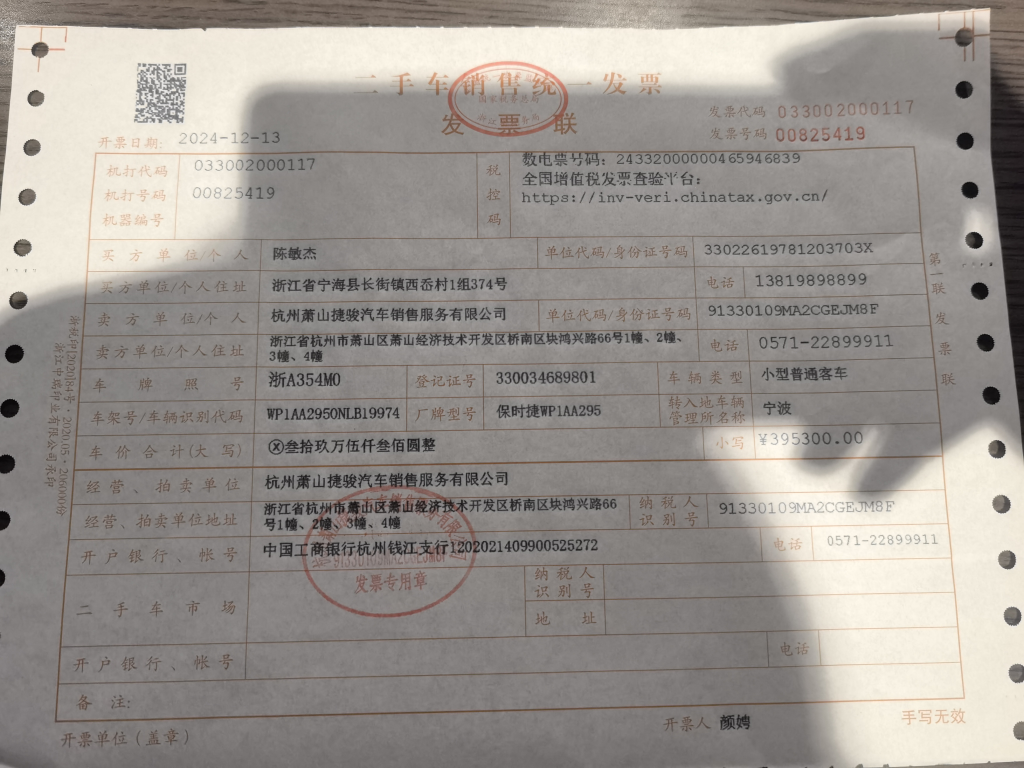 二手车销售统一发票
发票联
发票代码 033002000117
发票号码 00825419
开票日期: 2024-12-13
机打代码 033002000117
机打号码 00825419
机器编号
税控码
数电票号码：24332000000465946839
全国增值税发票查验平台：
https://inv-veri.chinatax.gov.cn/
买方单位/个人 陈敏杰 单位代码/身份证号码 33022619781203703X
买方单位/个人住址 浙江省宁海县长街镇西岙村1组374号 电话 13819898899
卖方单位/个人 杭州萧山捷骏汽车销售服务有限公司 单位代码/身份证号码 91330109MA2CGEJM8F
卖方单位/个人住址 浙江省杭州市萧山区萧山经济技术开发区桥南区块鸿兴路66号1幢、2幢、3幢、4幢 电话 0571-22899911
车牌照号 浙A354M0 登记证号 330034689801 车辆类型 小型普通客车
车架号/车辆识别代码 WP1AA2950NLB19974 厂牌型号 保时捷WP1AA295 转入地车辆管理所名称 宁波
车价合计(大写) ⓧ叁拾玖万伍仟叁佰圆整 小写 ¥395300.00
经营、拍卖单位 杭州萧山捷骏汽车销售服务有限公司
经营、拍卖单位地址 浙江省杭州市萧山区萧山经济技术开发区桥南区块鸿兴路66号1幢、2幢、3幢、4幢 纳税人识别号 91330109MA2CGEJM8F
开户银行、帐号 中国工商银行杭州钱江支行1202021409900525272 电话 0571-22899911
发票专用章
二手车市场 纳税人识别号
地址
开户银行、帐号 电话
备注:
开票单位(盖章) 开票人 颜娉 手写无效
第一联 发票联